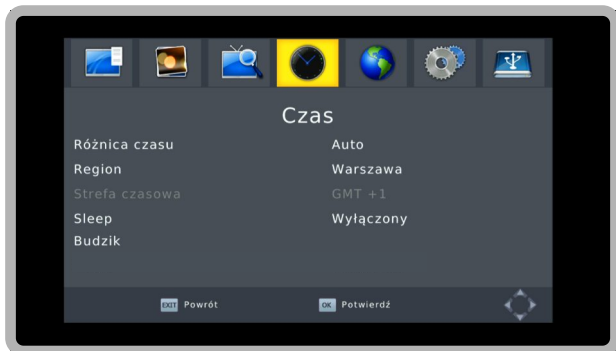 Czas
Różnica czasu Auto
Region Warszawa
Strefa czasowa GMT +1
Sleep Wyłączony
Budzik
EXIT Powrót OK Potwierdź